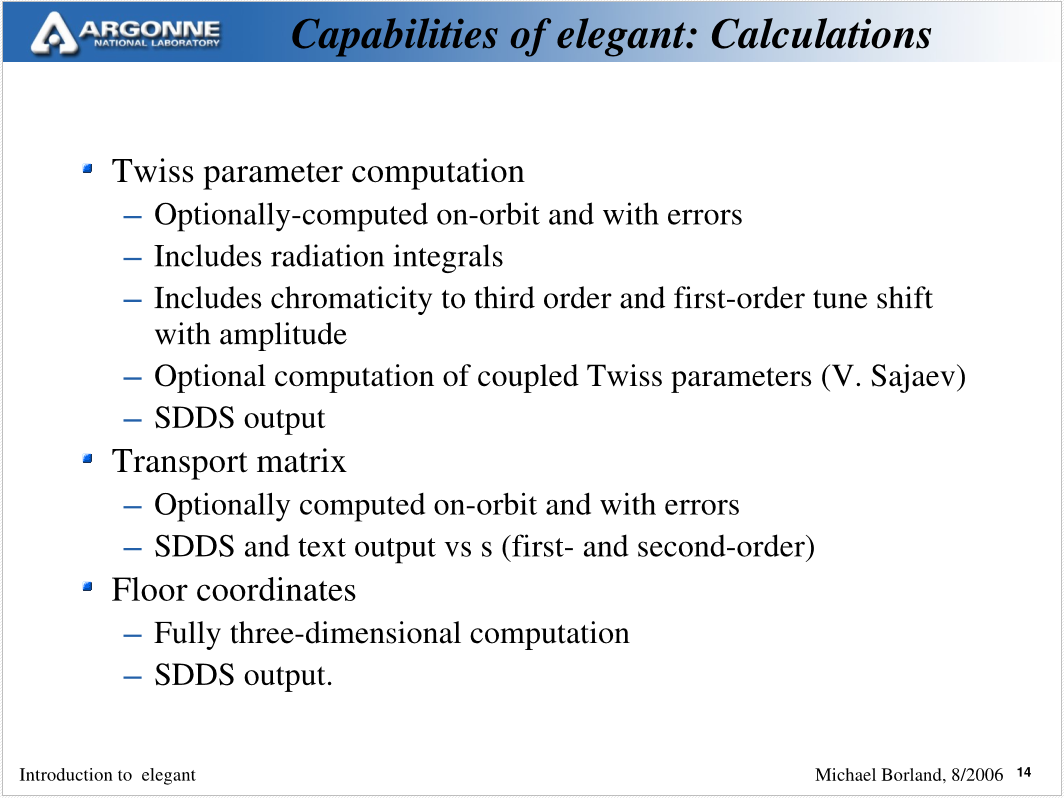 ARGONNE
NATIONAL LABORATORY
Capabilities of elegant: Calculations
Twiss parameter computation
– Optionally-computed on-orbit and with errors
– Includes radiation integrals
– Includes chromaticity to third order and first-order tune shift
with amplitude
– Optional computation of coupled Twiss parameters (V. Sajaev)
– SDDS output
Transport matrix
– Optionally computed on-orbit and with errors
– SDDS and text output vs s (first- and second-order)
Floor coordinates
– Fully three-dimensional computation
– SDDS output.
Introduction to elegant
Michael Borland, 8/2006 14